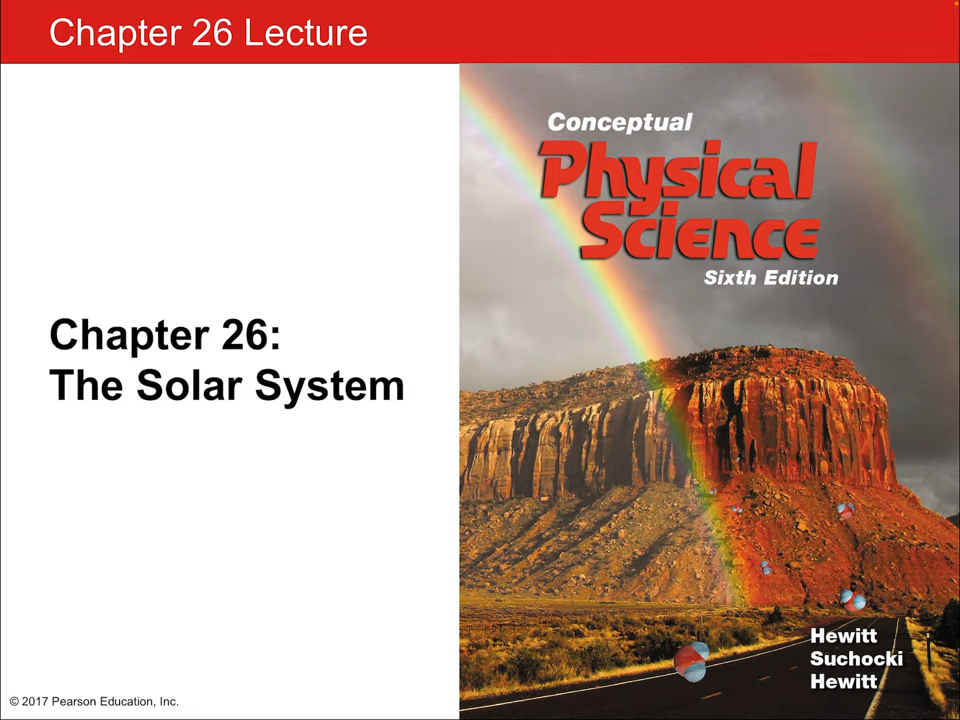 Chapter 26 Lecture
Conceptual
Physical
Science
Sixth Edition
Chapter 26:
The Solar System
Hewitt
Suchocki
Hewitt
© 2017 Pearson Education, Inc.